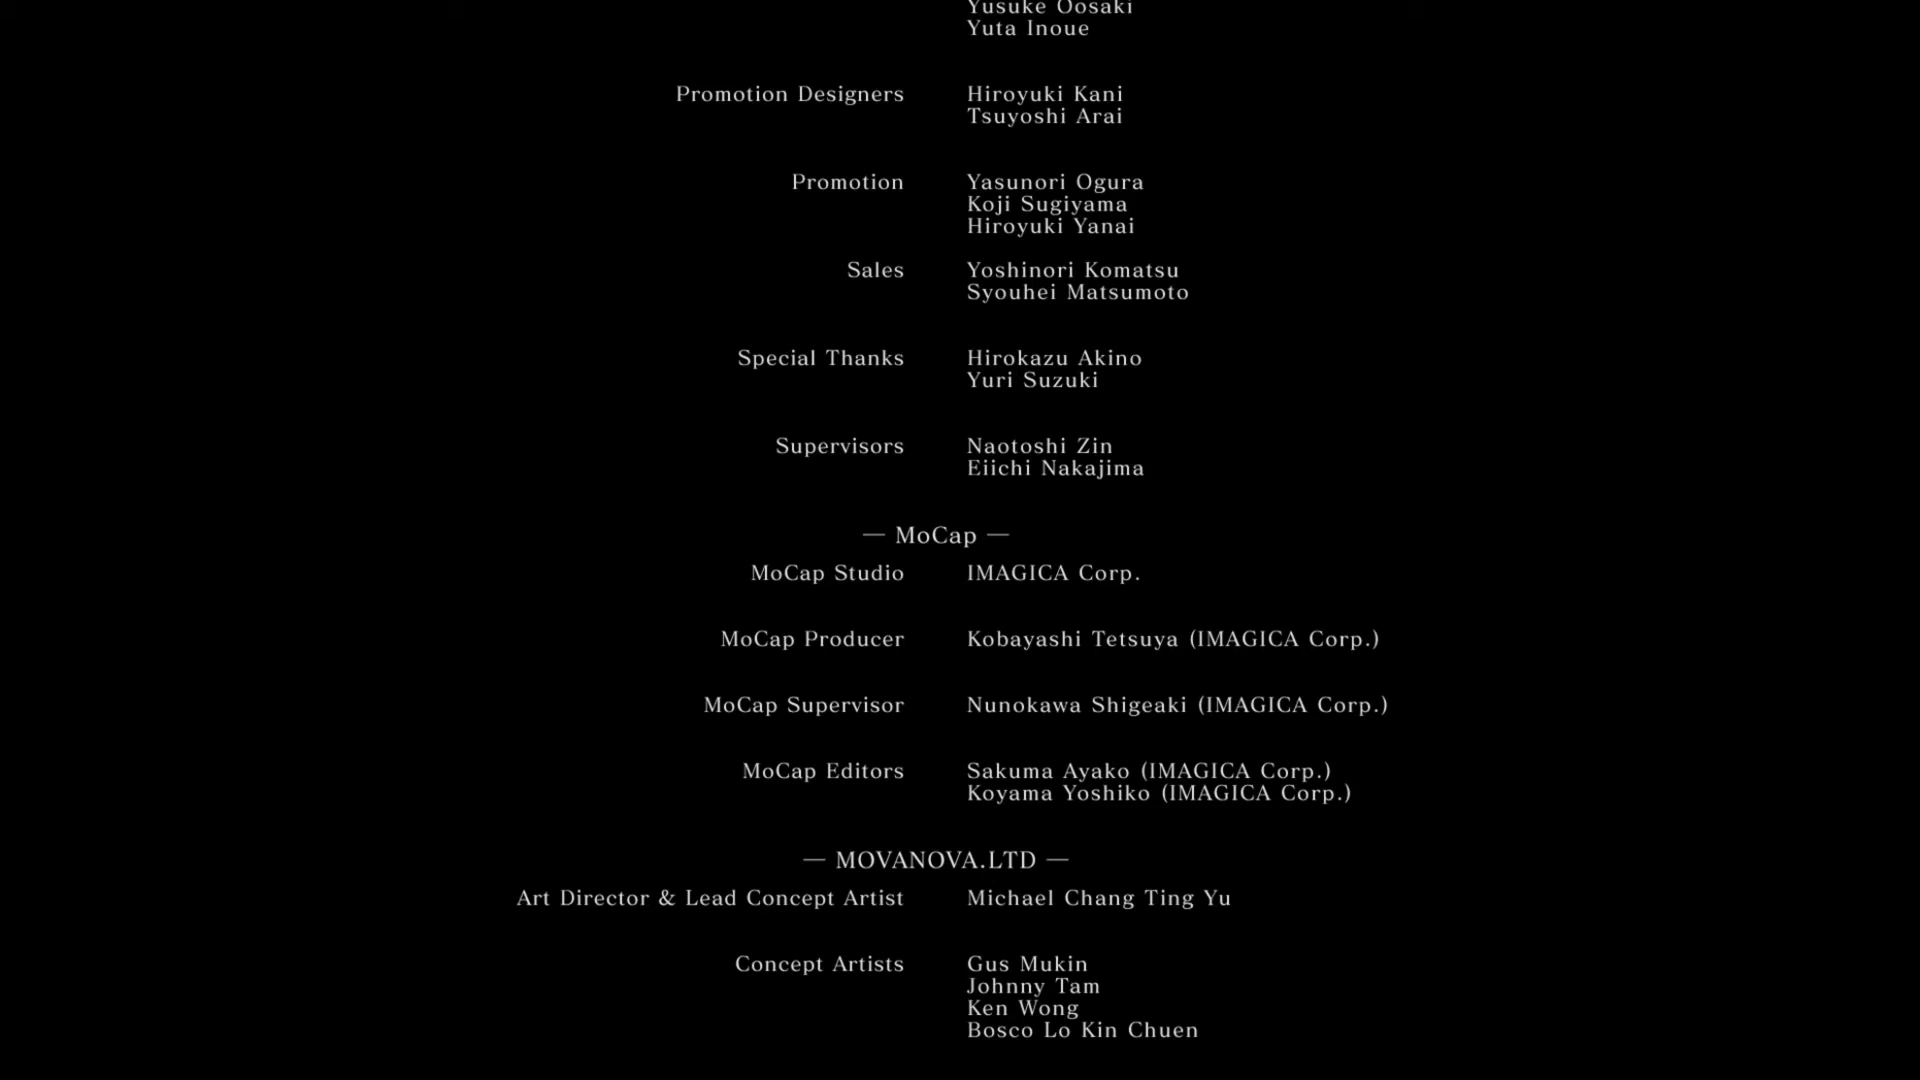 Yusuke Oosaki
Yuta Inoue
Promotion Designers Hiroyuki Kani
Tsuyoshi Arai
Promotion Yasunori Ogura
Koji Sugiyama
Hiroyuki Yanai
Sales Yoshinori Komatsu
Syouhei Matsumoto
Special Thanks Hirokazu Akino
Yuri Suzuki
Supervisors Naotoshi Zin
Eiichi Nakajima
— MoCap —
MoCap Studio IMAGICA Corp.
MoCap Producer Kobayashi Tetsuya (IMAGICA Corp.)
MoCap Supervisor Nunokawa Shigeaki (IMAGICA Corp.)
MoCap Editors Sakuma Ayako (IMAGICA Corp.)
Koyama Yoshiko (IMAGICA Corp.)
— MOVANOVA.LTD —
Art Director & Lead Concept Artist Michael Chang Ting Yu
Concept Artists Gus Mukin
Johnny Tam
Ken Wong
Bosco Lo Kin Chuen